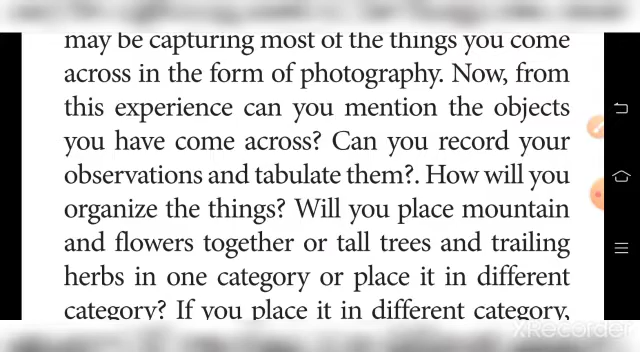 may be capturing most of the things you come
across in the form of photography. Now, from
this experience can you mention the objects
you have come across? Can you record your
observations and tabulate them?. How will you
organize the things? Will you place mountain
and flowers together or tall trees and trailing
herbs in one category or place it in different
category? If you place it in different category,
XRecorder